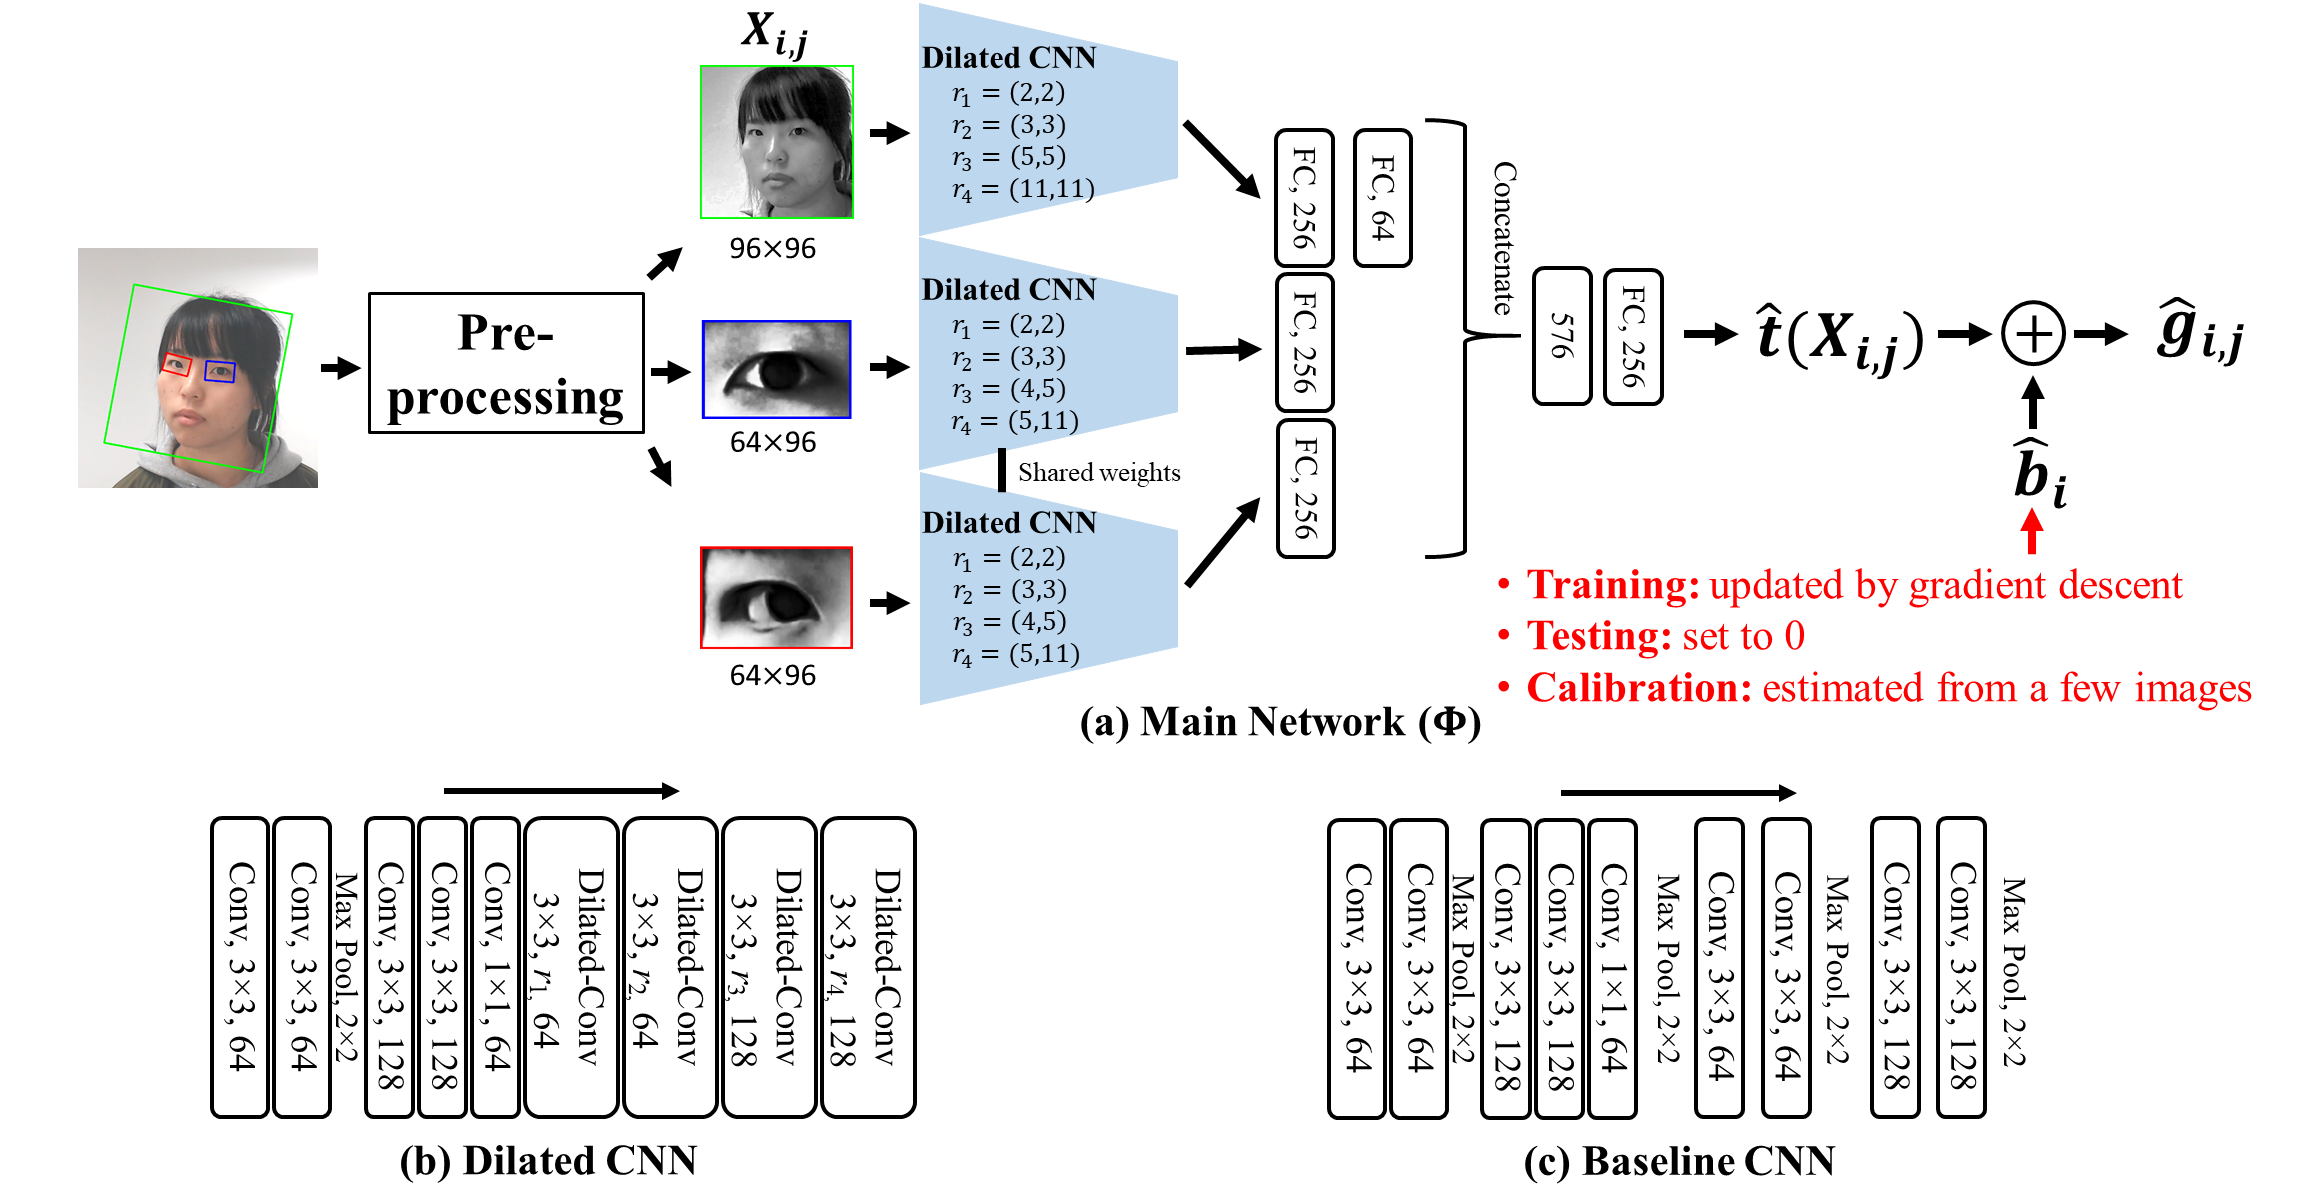 X_{i,j}
96×96
Pre-
processing
64×96
64×96
Dilated CNN
r_1 = (2,2)
r_2 = (3,3)
r_3 = (5,5)
r_4 = (11,11)
Dilated CNN
r_1 = (2,2)
r_2 = (3,3)
r_3 = (4,5)
r_4 = (5,11)
Shared weights
Dilated CNN
r_1 = (2,2)
r_2 = (3,3)
r_3 = (4,5)
r_4 = (5,11)
FC, 256
FC, 64
FC, 256
FC, 256
Concatenate
576
FC, 256
t̂(X_{i,j})
+
ĝ_{i,j}
b̂_i
• Training: updated by gradient descent
• Testing: set to 0
• Calibration: estimated from a few images
(a) Main Network (Φ)
Conv, 3×3, 64
Conv, 3×3, 64
Max Pool, 2×2
Conv, 3×3, 128
Conv, 3×3, 128
Conv, 1×1, 64
Dilated-Conv
3×3, r_1, 64
Dilated-Conv
3×3, r_2, 64
Dilated-Conv
3×3, r_3, 128
Dilated-Conv
3×3, r_4, 128
(b) Dilated CNN
Conv, 3×3, 64
Conv, 3×3, 64
Max Pool, 2×2
Conv, 3×3, 128
Conv, 3×3, 128
Conv, 1×1, 64
Max Pool, 2×2
Conv, 3×3, 64
Conv, 3×3, 64
Max Pool, 2×2
Conv, 3×3, 128
Conv, 3×3, 128
Max Pool, 2×2
(c) Baseline CNN